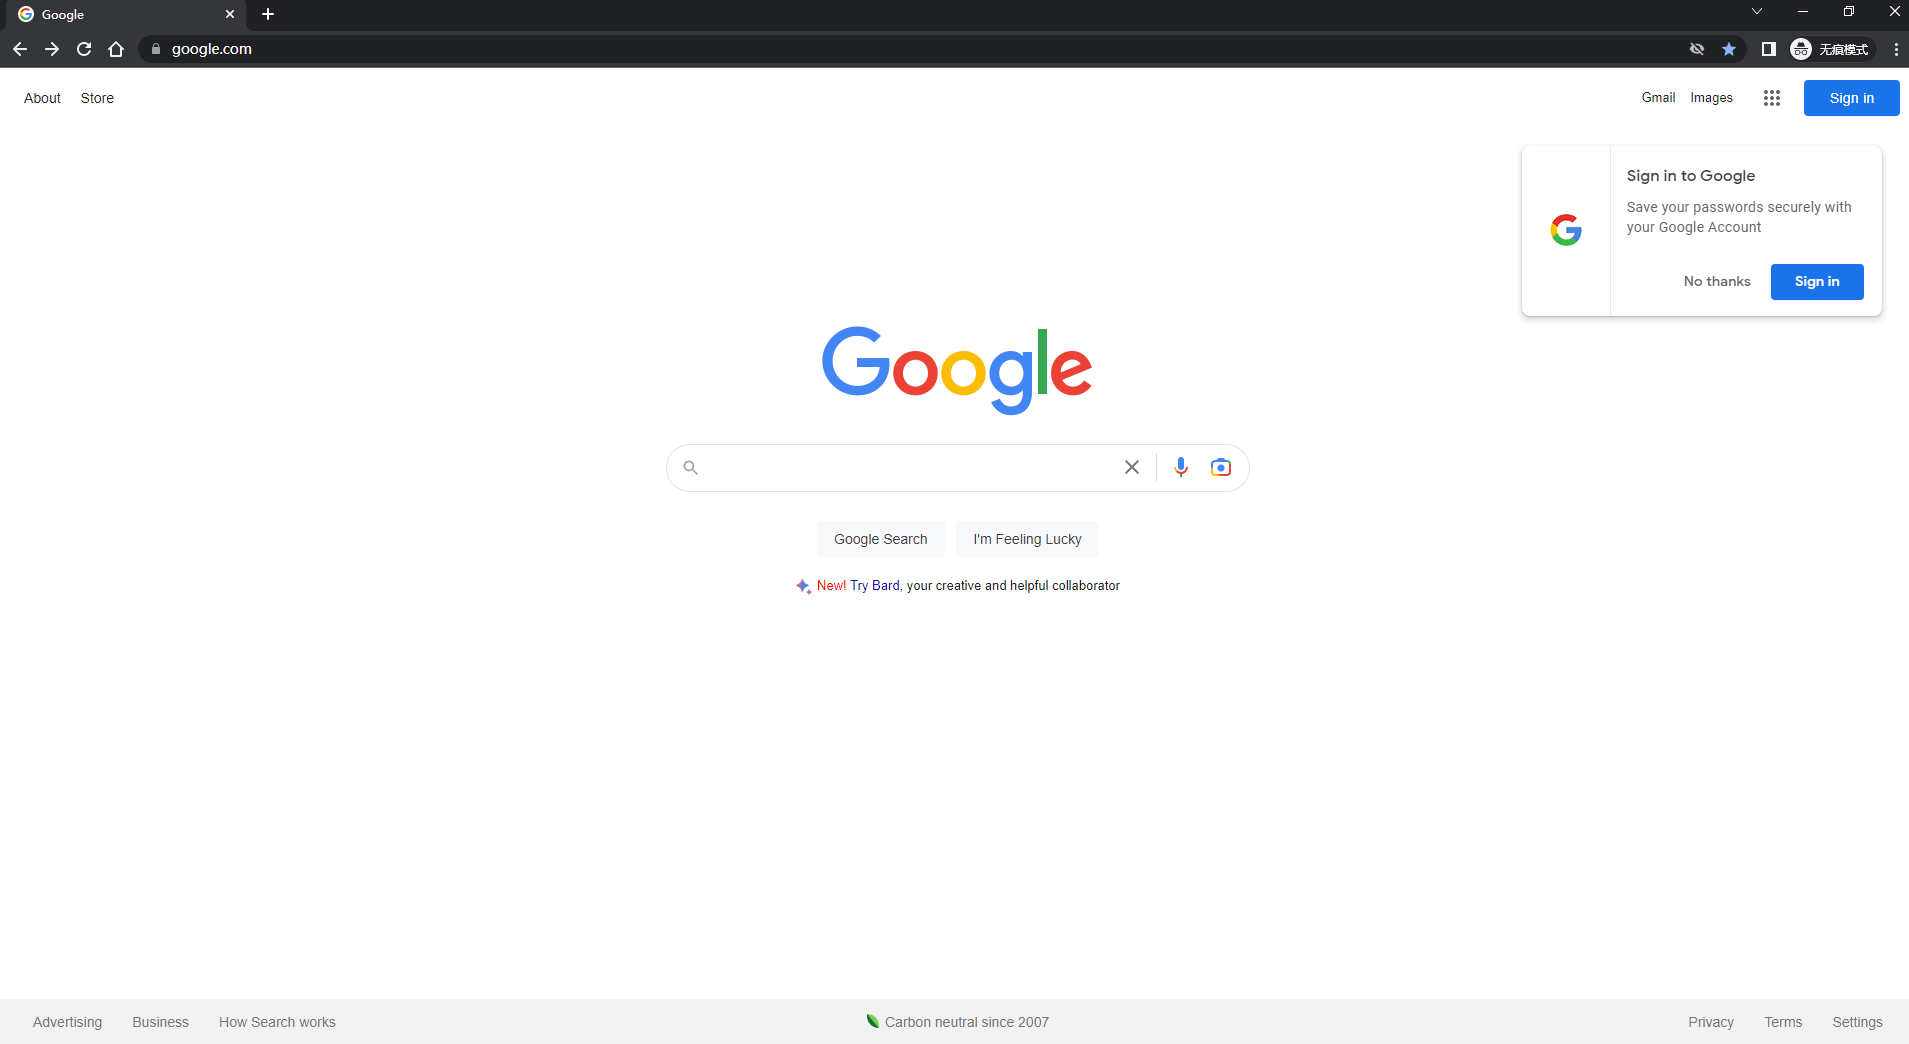 Google
google.com
无痕模式
About Store
Gmail Images Sign in
Sign in to Google
Save your passwords securely with
your Google Account
No thanks Sign in
Google
Google Search I'm Feeling Lucky
New! Try Bard, your creative and helpful collaborator
Advertising Business How Search works
Carbon neutral since 2007
Privacy Terms Settings